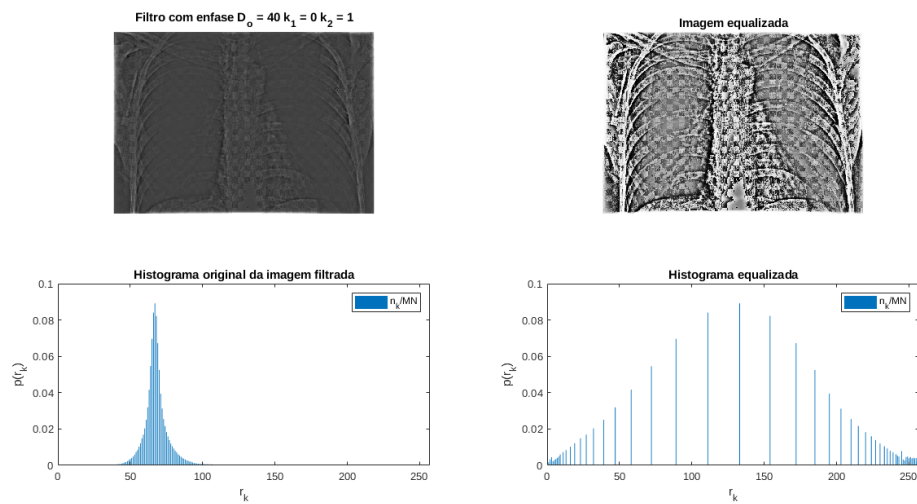 Filtro com enfase D_o = 40 k_1 = 0 k_2 = 1
Imagem equalizada
Histograma original da imagem filtrada
n_k/MN
0.1
0.08
0.06
0.04
0.02
0
p(r_k)
0
50
100
150
200
250
r_k
Histograma equalizada
n_k/MN
0.1
0.08
0.06
0.04
0.02
0
p(r_k)
0
50
100
150
200
250
r_k